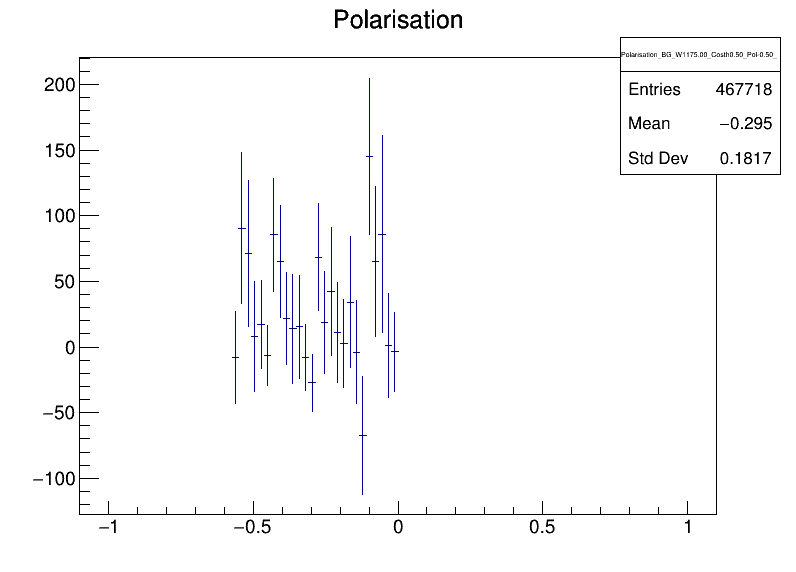 Polarisation
Polarisation_BG_W1175.00_Costh0.50_Pol-0.50_
Entries 467718
Mean −0.295
Std Dev 0.1817
200
150
100
50
0
−50
−100
−1 −0.5 0 0.5 1